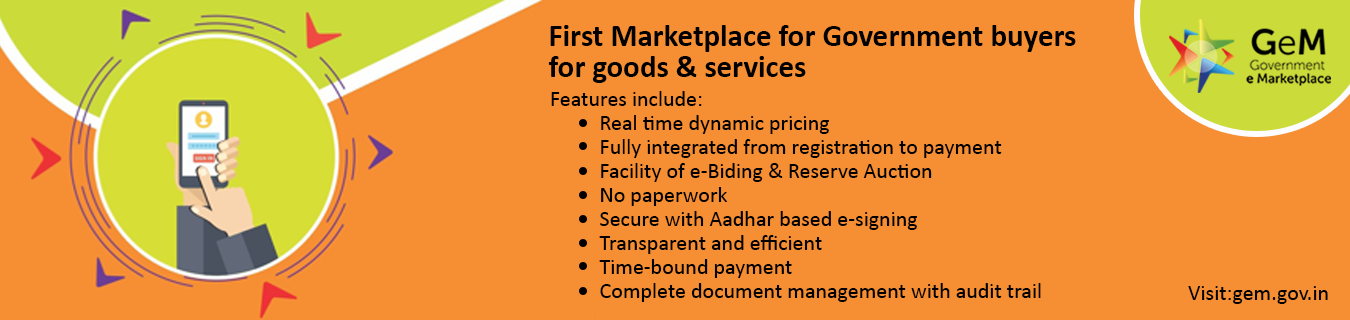 First Marketplace for Government buyers
for goods & services
Features include:
• Real time dynamic pricing
• Fully integrated from registration to payment
• Facility of e-Biding & Reserve Auction
• No paperwork
• Secure with Aadhar based e-signing
• Transparent and efficient
• Time-bound payment
• Complete document management with audit trail
GeM
Government
e Marketplace
SIGN IN
Visit:gem.gov.in